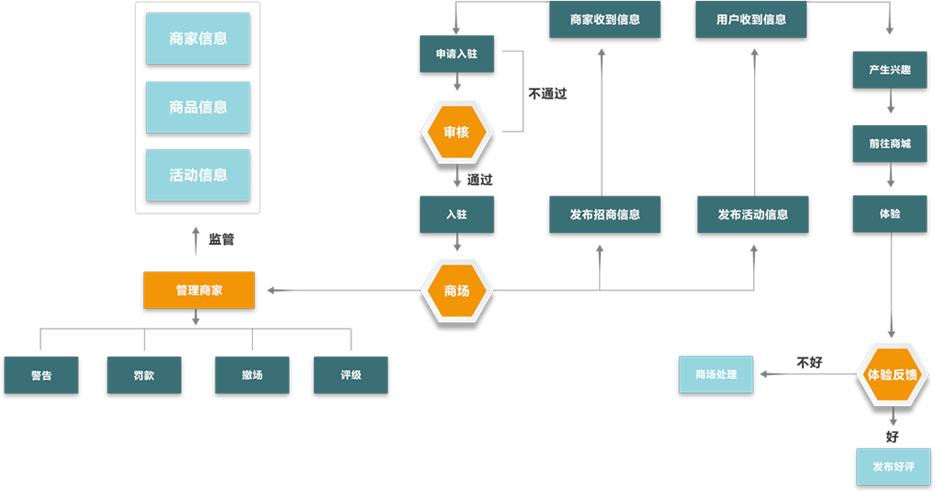 商家信息
商品信息
活动信息
监管
管理商家
警告
罚款
撤场
评级
商家收到信息
申请入驻
不通过
审核
通过
入驻
发布招商信息
商场
用户收到信息
发布活动信息
产生兴趣
前往商城
体验
体验反馈
不好
商场处理
好
发布好评